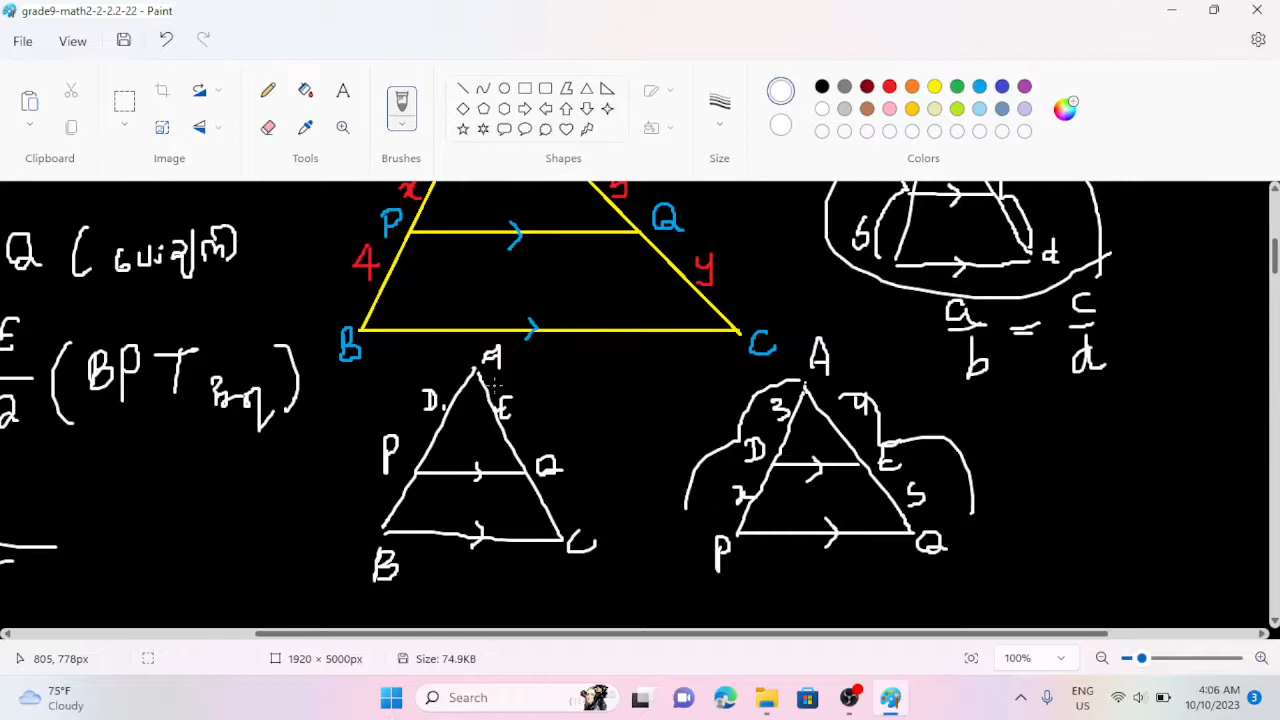 grade9-math2-2-2.2-22 - Paint
File View
Clipboard Image Tools Brushes Shapes Size Colors
x 5
P Q
4 y
B C
Q (
b d
a/b = c/d
(BPT )
A
D E
P Q
B C
A
3 4
D E
x 5
P Q
805, 778px 1920 × 5000px Size: 74.9KB 100%
75°F
Cloudy
Search
ENG
US
4:06 AM
10/10/2023
3